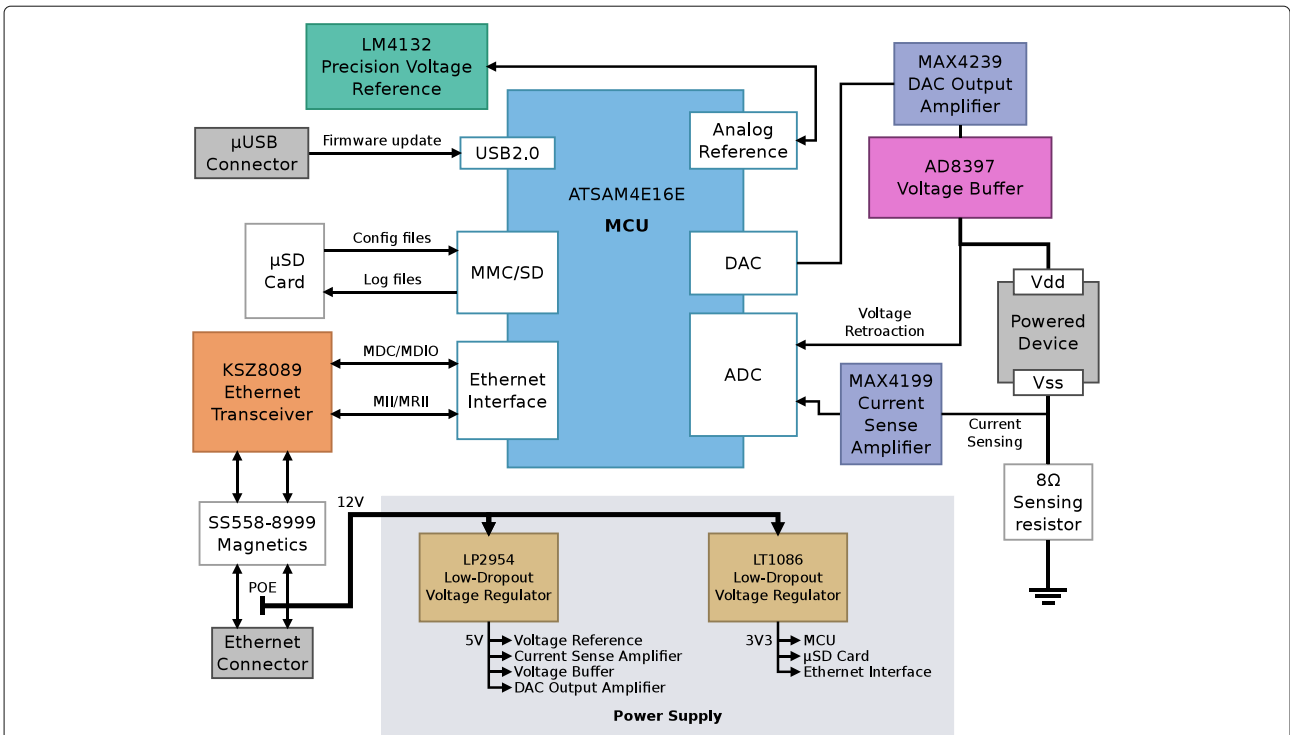 LM4132
Precision Voltage
Reference
MAX4239
DAC Output
Amplifier
µUSB
Connector
Firmware update
USB2.0
Analog
Reference
AD8397
Voltage Buffer
ATSAM4E16E
MCU
µSD
Card
Config files
Log files
MMC/SD
DAC
Vdd
Powered
Device
Vss
Voltage
Retroaction
KSZ8089
Ethernet
Transceiver
MDC/MDIO
MII/MRII
Ethernet
Interface
ADC
MAX4199
Current
Sense
Amplifier
Current
Sensing
8Ω
Sensing
resistor
SS558-8999
Magnetics
12V
POE
Ethernet
Connector
LP2954
Low-Dropout
Voltage Regulator
LT1086
Low-Dropout
Voltage Regulator
5V
Voltage Reference
Current Sense Amplifier
Voltage Buffer
DAC Output Amplifier
3V3
MCU
µSD Card
Ethernet Interface
Power Supply